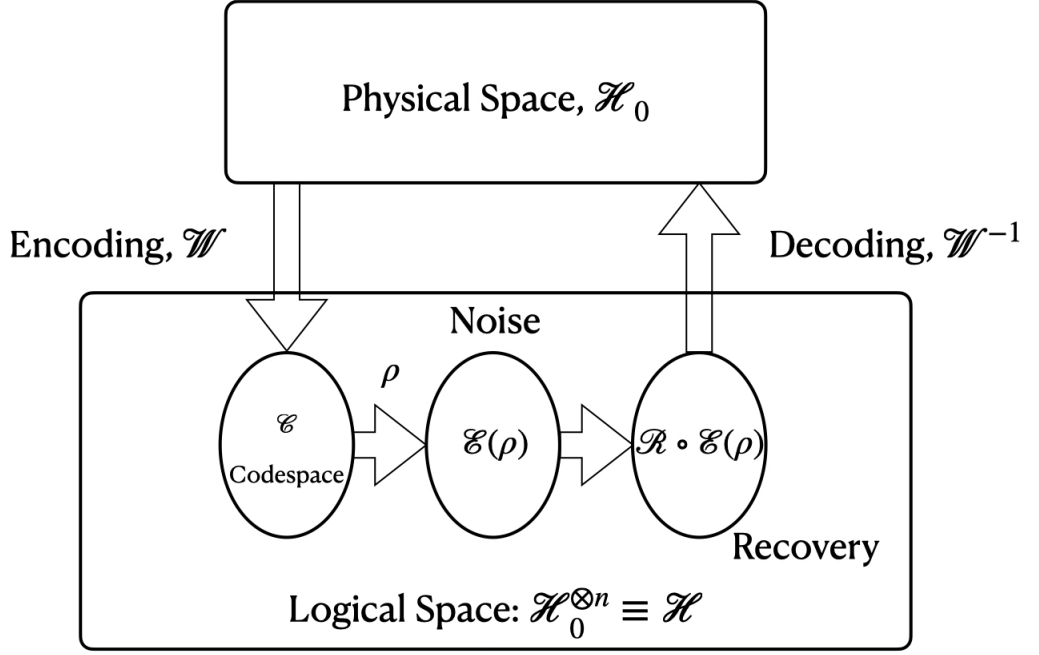 Physical Space, ℋ₀
Encoding, 𝒲
Decoding, 𝒲⁻¹
Noise
ρ
𝒞
Codespace
ℰ(ρ)
ℛ ∘ ℰ(ρ)
Recovery
Logical Space: ℋ₀^{⊗n} ≡ ℋ